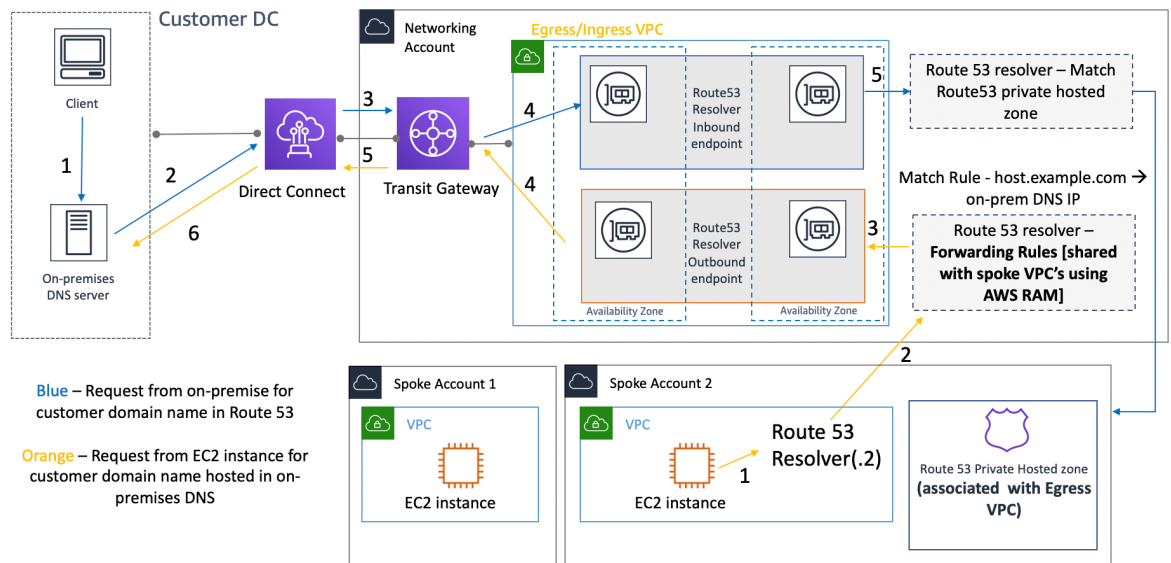 Customer DC
Client
1
2
6
On-premises
DNS server
Direct Connect
3
5
Transit Gateway
Networking
Account
Egress/Ingress VPC
4
4
Route53
Resolver
Inbound
endpoint
Route53
Resolver
Outbound
endpoint
Availability Zone
Availability Zone
5
Route 53 resolver – Match
Route53 private hosted
zone
Match Rule - host.example.com →
on-prem DNS IP
3
Route 53 resolver –
Forwarding Rules [shared
with spoke VPC's using
AWS RAM]
2
Blue – Request from on-premise for
customer domain name in Route 53
Orange – Request from EC2 instance for
customer domain name hosted in on-
premises DNS
Spoke Account 1
VPC
EC2 instance
Spoke Account 2
VPC
EC2 instance
1
Route 53
Resolver(.2)
Route 53 Private Hosted zone
(associated with Egress
VPC)